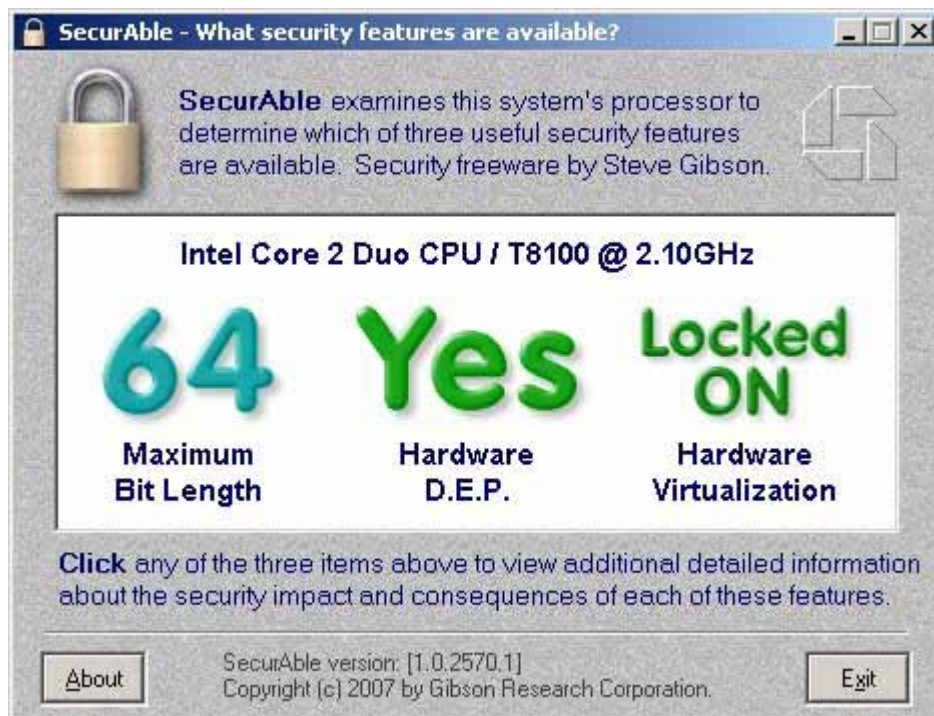 SecurAble - What security features are available?
SecurAble examines this system's processor to
determine which of three useful security features
are available. Security freeware by Steve Gibson.
Intel Core 2 Duo CPU / T8100 @ 2.10GHz
64 Yes Locked
ON
Maximum Hardware Hardware
Bit Length D.E.P. Virtualization
Click any of the three items above to view additional detailed information
about the security impact and consequences of each of these features.
About
SecurAble version: [1.0.2570.1]
Copyright (c) 2007 by Gibson Research Corporation.
Exit